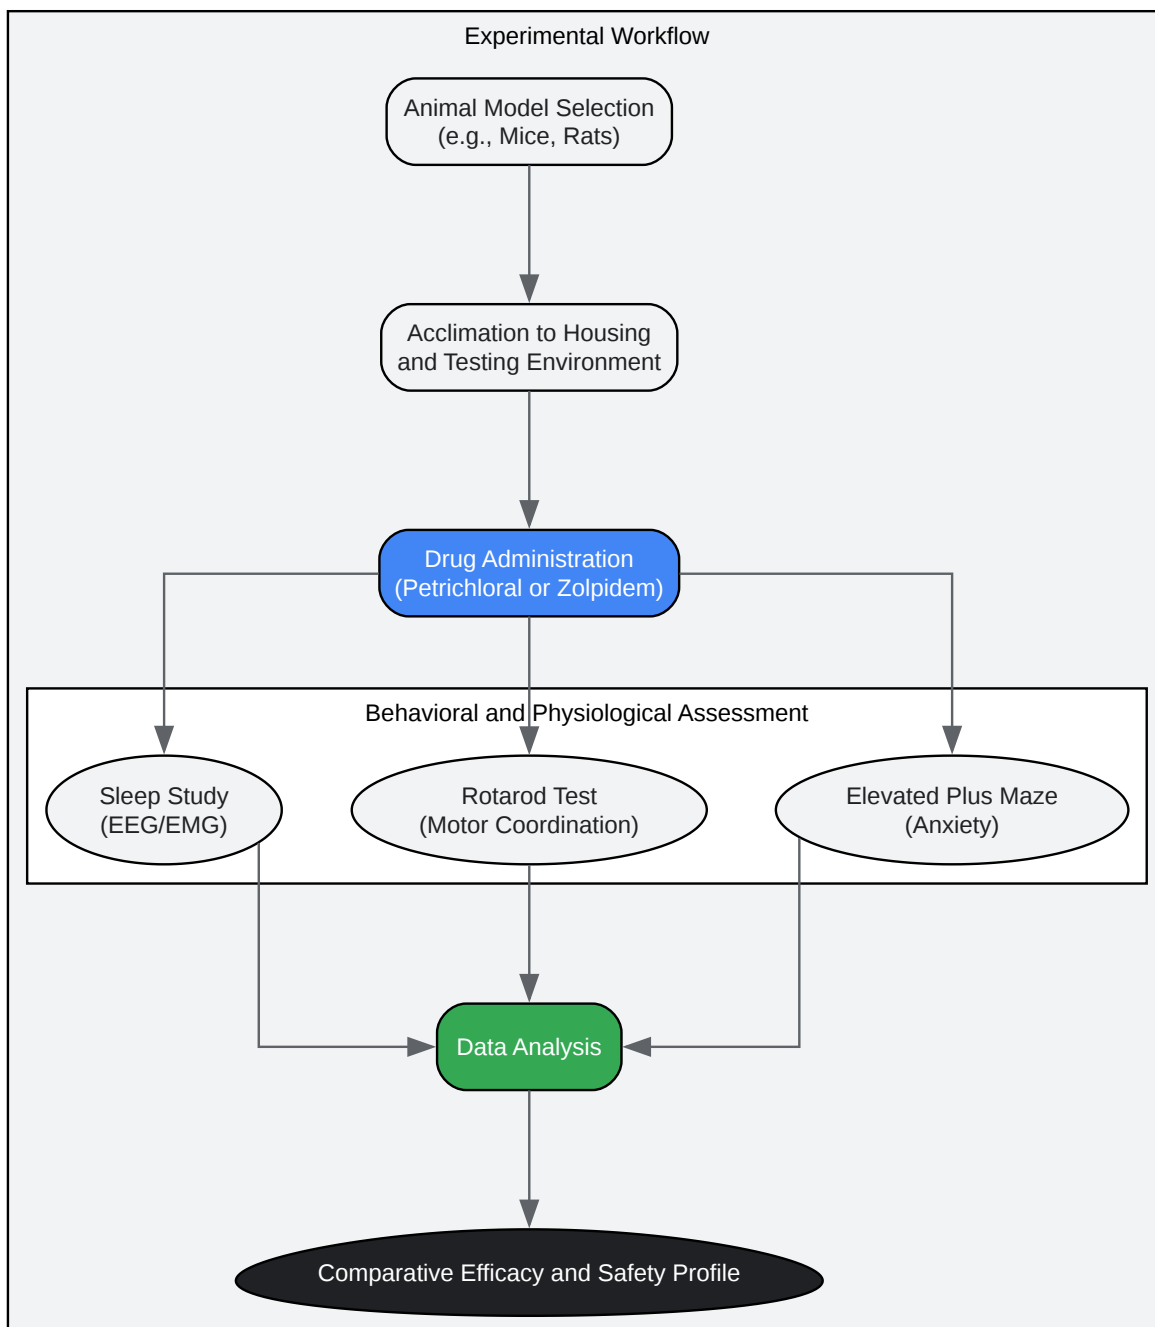 Experimental Workflow
Animal Model Selection
(e.g., Mice, Rats)
Acclimation to Housing
and Testing Environment
Drug Administration
(Petrichloral or Zolpidem)
Behavioral and Physiological Assessment
Sleep Study
(EEG/EMG)
Rotarod Test
(Motor Coordination)
Elevated Plus Maze
(Anxiety)
Data Analysis
Comparative Efficacy and Safety Profile